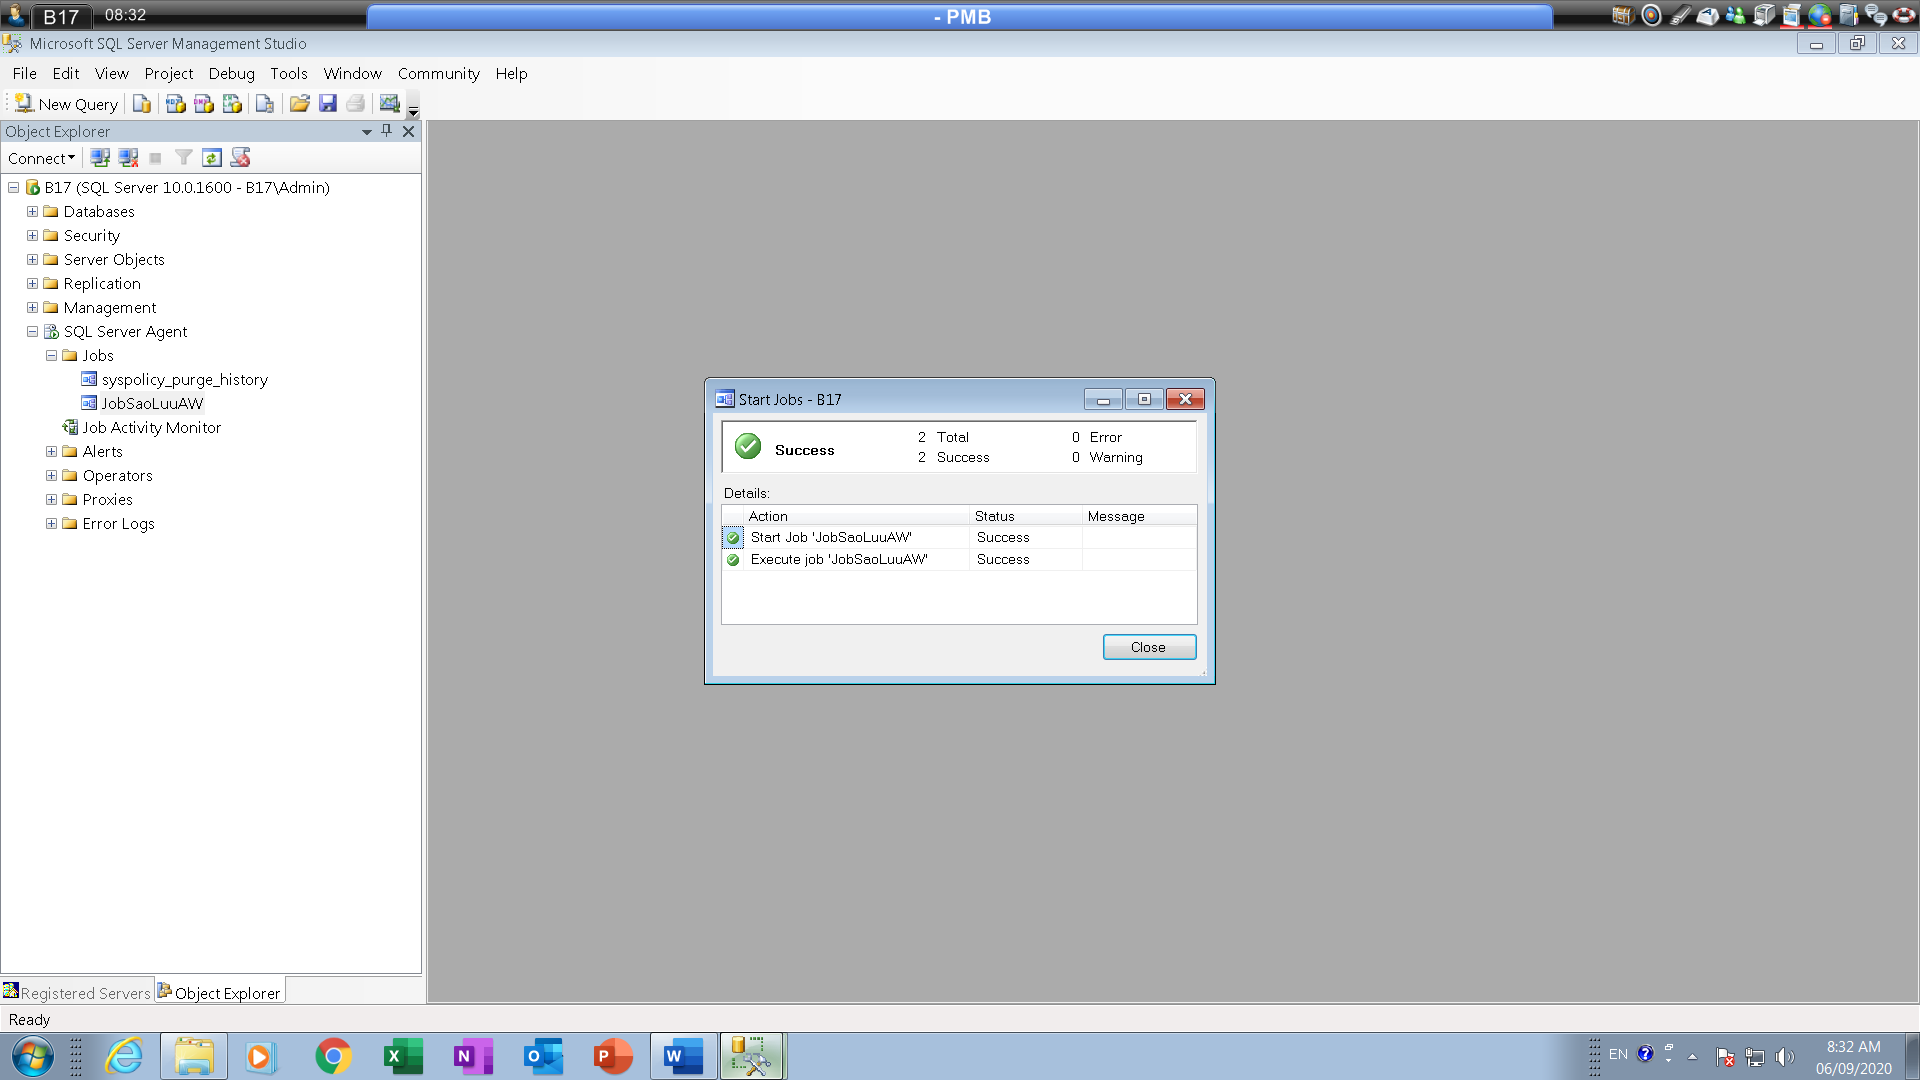 B17
08:32
- PMB
Microsoft SQL Server Management Studio
File Edit View Project Debug Tools Window Community Help
New Query
Object Explorer
Connect
B17 (SQL Server 10.0.1600 - B17\Admin)
Databases
Security
Server Objects
Replication
Management
SQL Server Agent
Jobs
syspolicy_purge_history
JobSaoLuuAW
Job Activity Monitor
Alerts
Operators
Proxies
Error Logs
Start Jobs - B17
Success
2 Total 0 Error
2 Success 0 Warning
Details:
Action Status Message
Start Job 'JobSaoLuuAW' Success
Execute job 'JobSaoLuuAW' Success
Close
Registered Servers Object Explorer
Ready
EN
8:32 AM
06/09/2020